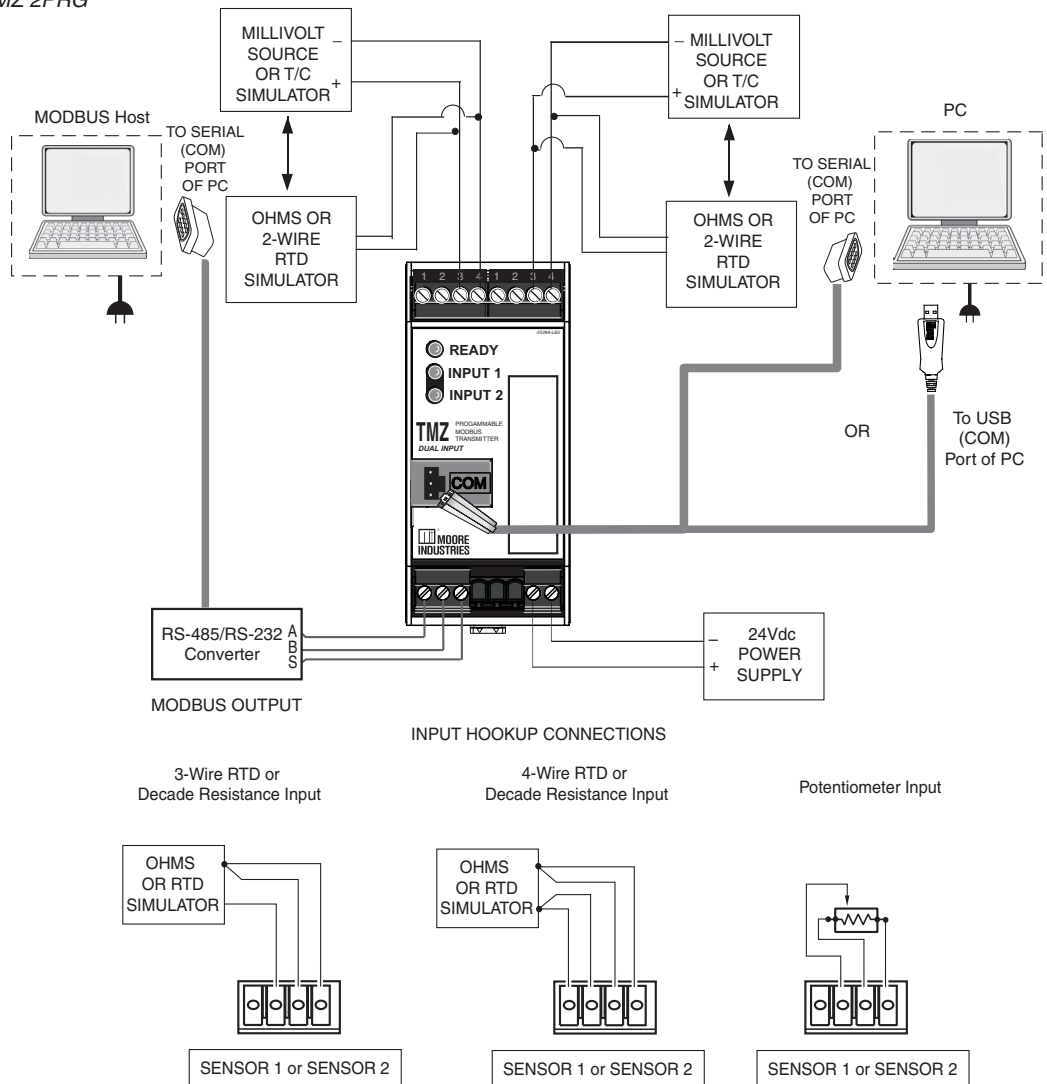 MZ 2PRG
MILLIVOLT
SOURCE
OR T/C
SIMULATOR
–
+
– MILLIVOLT
SOURCE
OR T/C
+ SIMULATOR
MODBUS Host
TO SERIAL
(COM)
PORT
OF PC
OHMS OR
2-WIRE
RTD
SIMULATOR
OHMS OR
2-WIRE
RTD
SIMULATOR
TO SERIAL
(COM)
PORT
OF PC
PC
1 2 3 4 1 2 3 4
READY
INPUT 1
INPUT 2
TMZ
PROGAMMABLE
MODBUS
TRANSMITTER
DUAL INPUT
COM
MOORE
INDUSTRIES
OR
To USB
(COM)
Port of PC
RS-485/RS-232
Converter
A
B
S
MODBUS OUTPUT
–
+
24Vdc
POWER
SUPPLY
INPUT HOOKUP CONNECTIONS
3-Wire RTD or
Decade Resistance Input
4-Wire RTD or
Decade Resistance Input
Potentiometer Input
OHMS
OR RTD
SIMULATOR
OHMS
OR RTD
SIMULATOR
SENSOR 1 or SENSOR 2
SENSOR 1 or SENSOR 2
SENSOR 1 or SENSOR 2